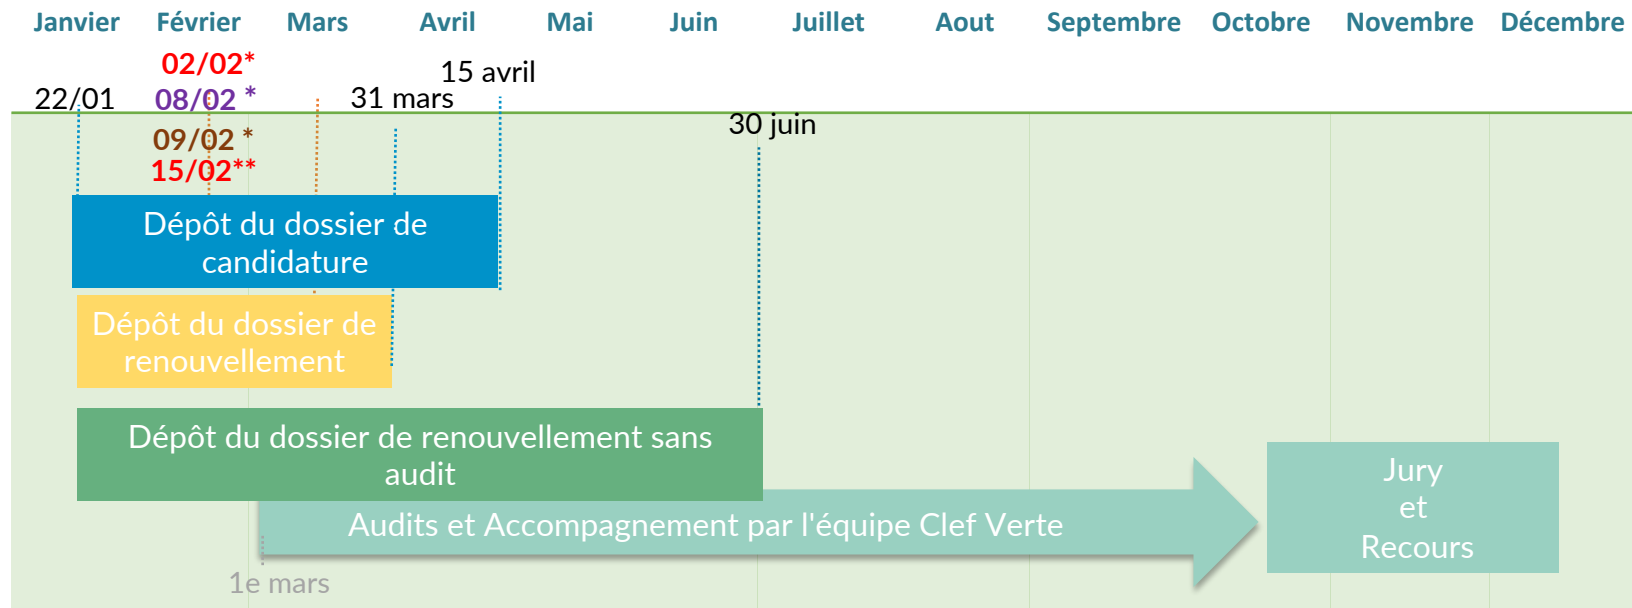 Janvier Février Mars Avril Mai Juin Juillet Aout Septembre Octobre Novembre Décembre
02/02*
15 avril
22/01 08/02 * 31 mars
30 juin
09/02 *
15/02**
Dépôt du dossier de
candidature
Dépôt du dossier de
renouvellement
Dépôt du dossier de renouvellement sans
audit
Jury
et
Recours
Audits et Accompagnement par l'équipe Clef Verte
1e mars